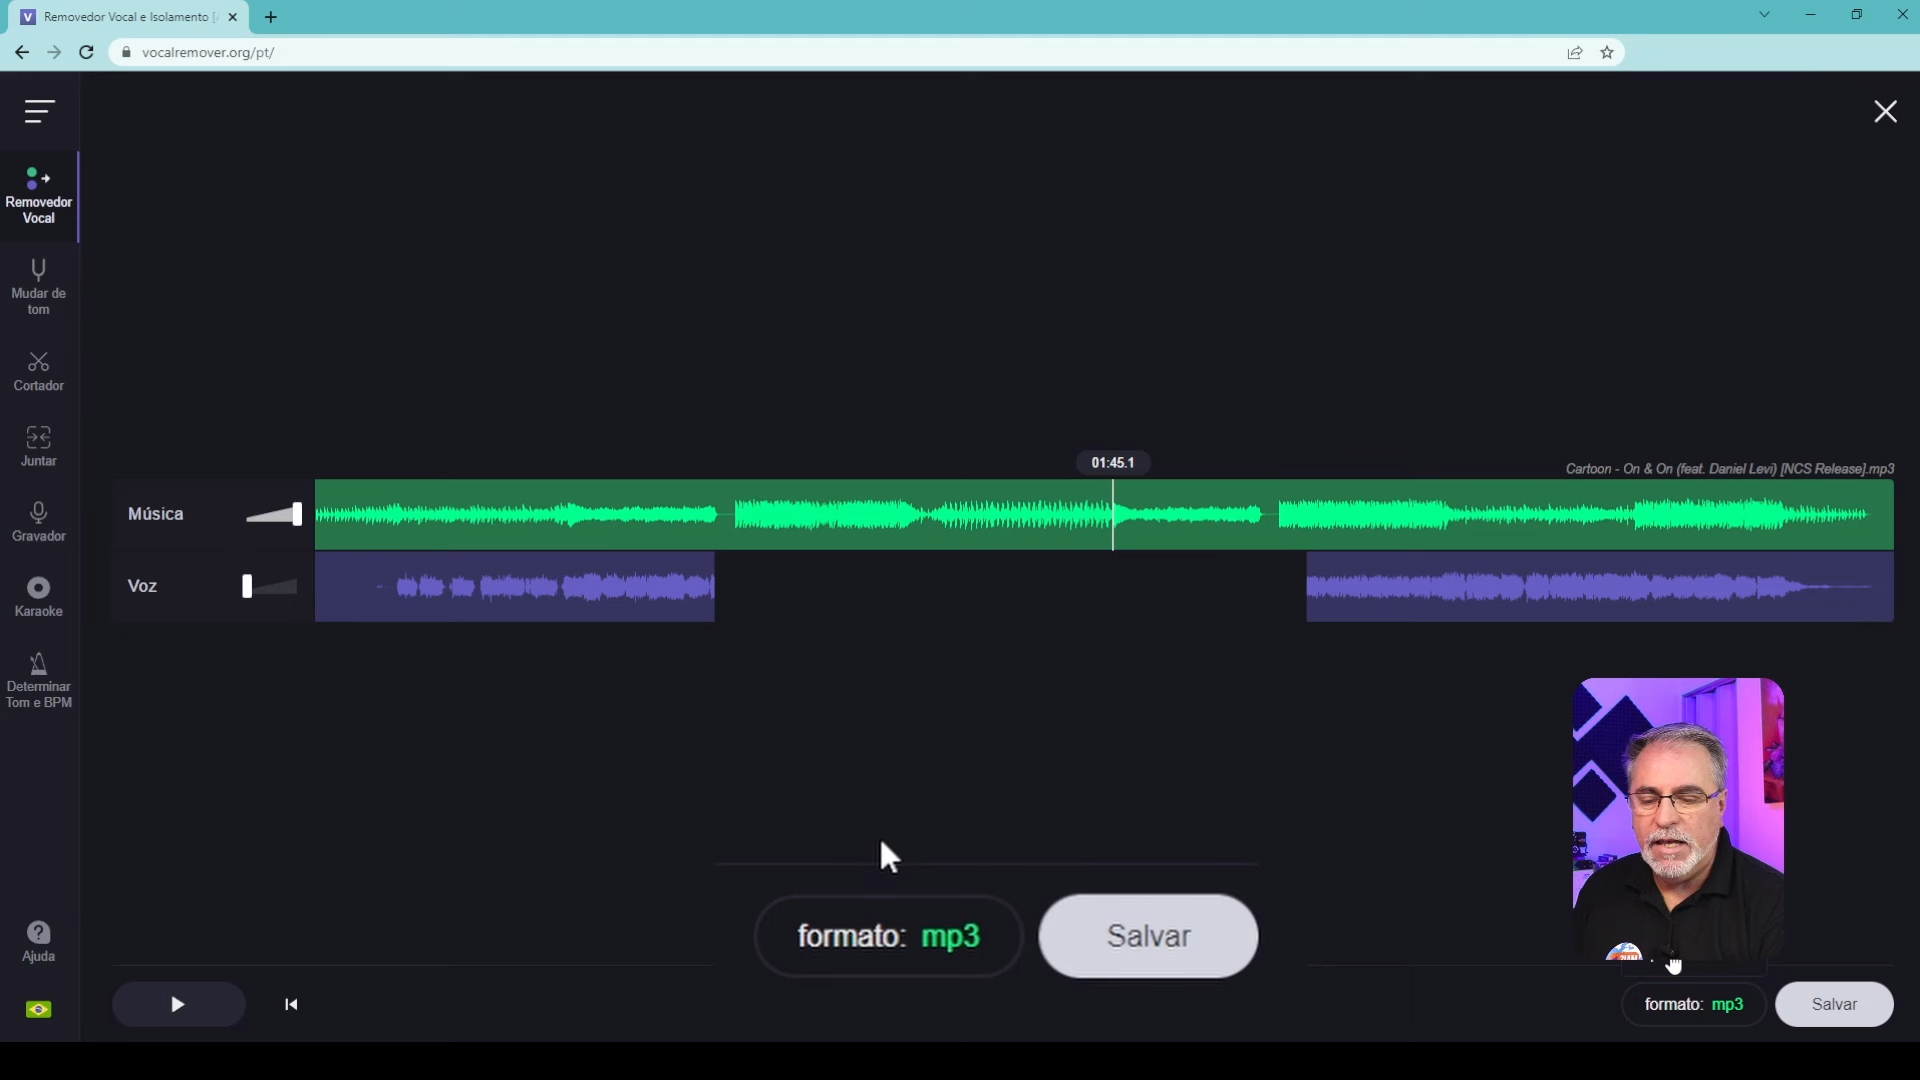 V Removedor Vocal e Isolamento [
vocalremover.org/pt/
Removedor
Vocal
Mudar de
tom
Cortador
Juntar
Gravador
Karaoke
Determinar
Tom e BPM
Ajuda
01:45.1
Cartoon - On & On (feat. Daniel Levi) [NCS Release].mp3
Música
Voz
formato: mp3
Salvar
formato: mp3
Salvar